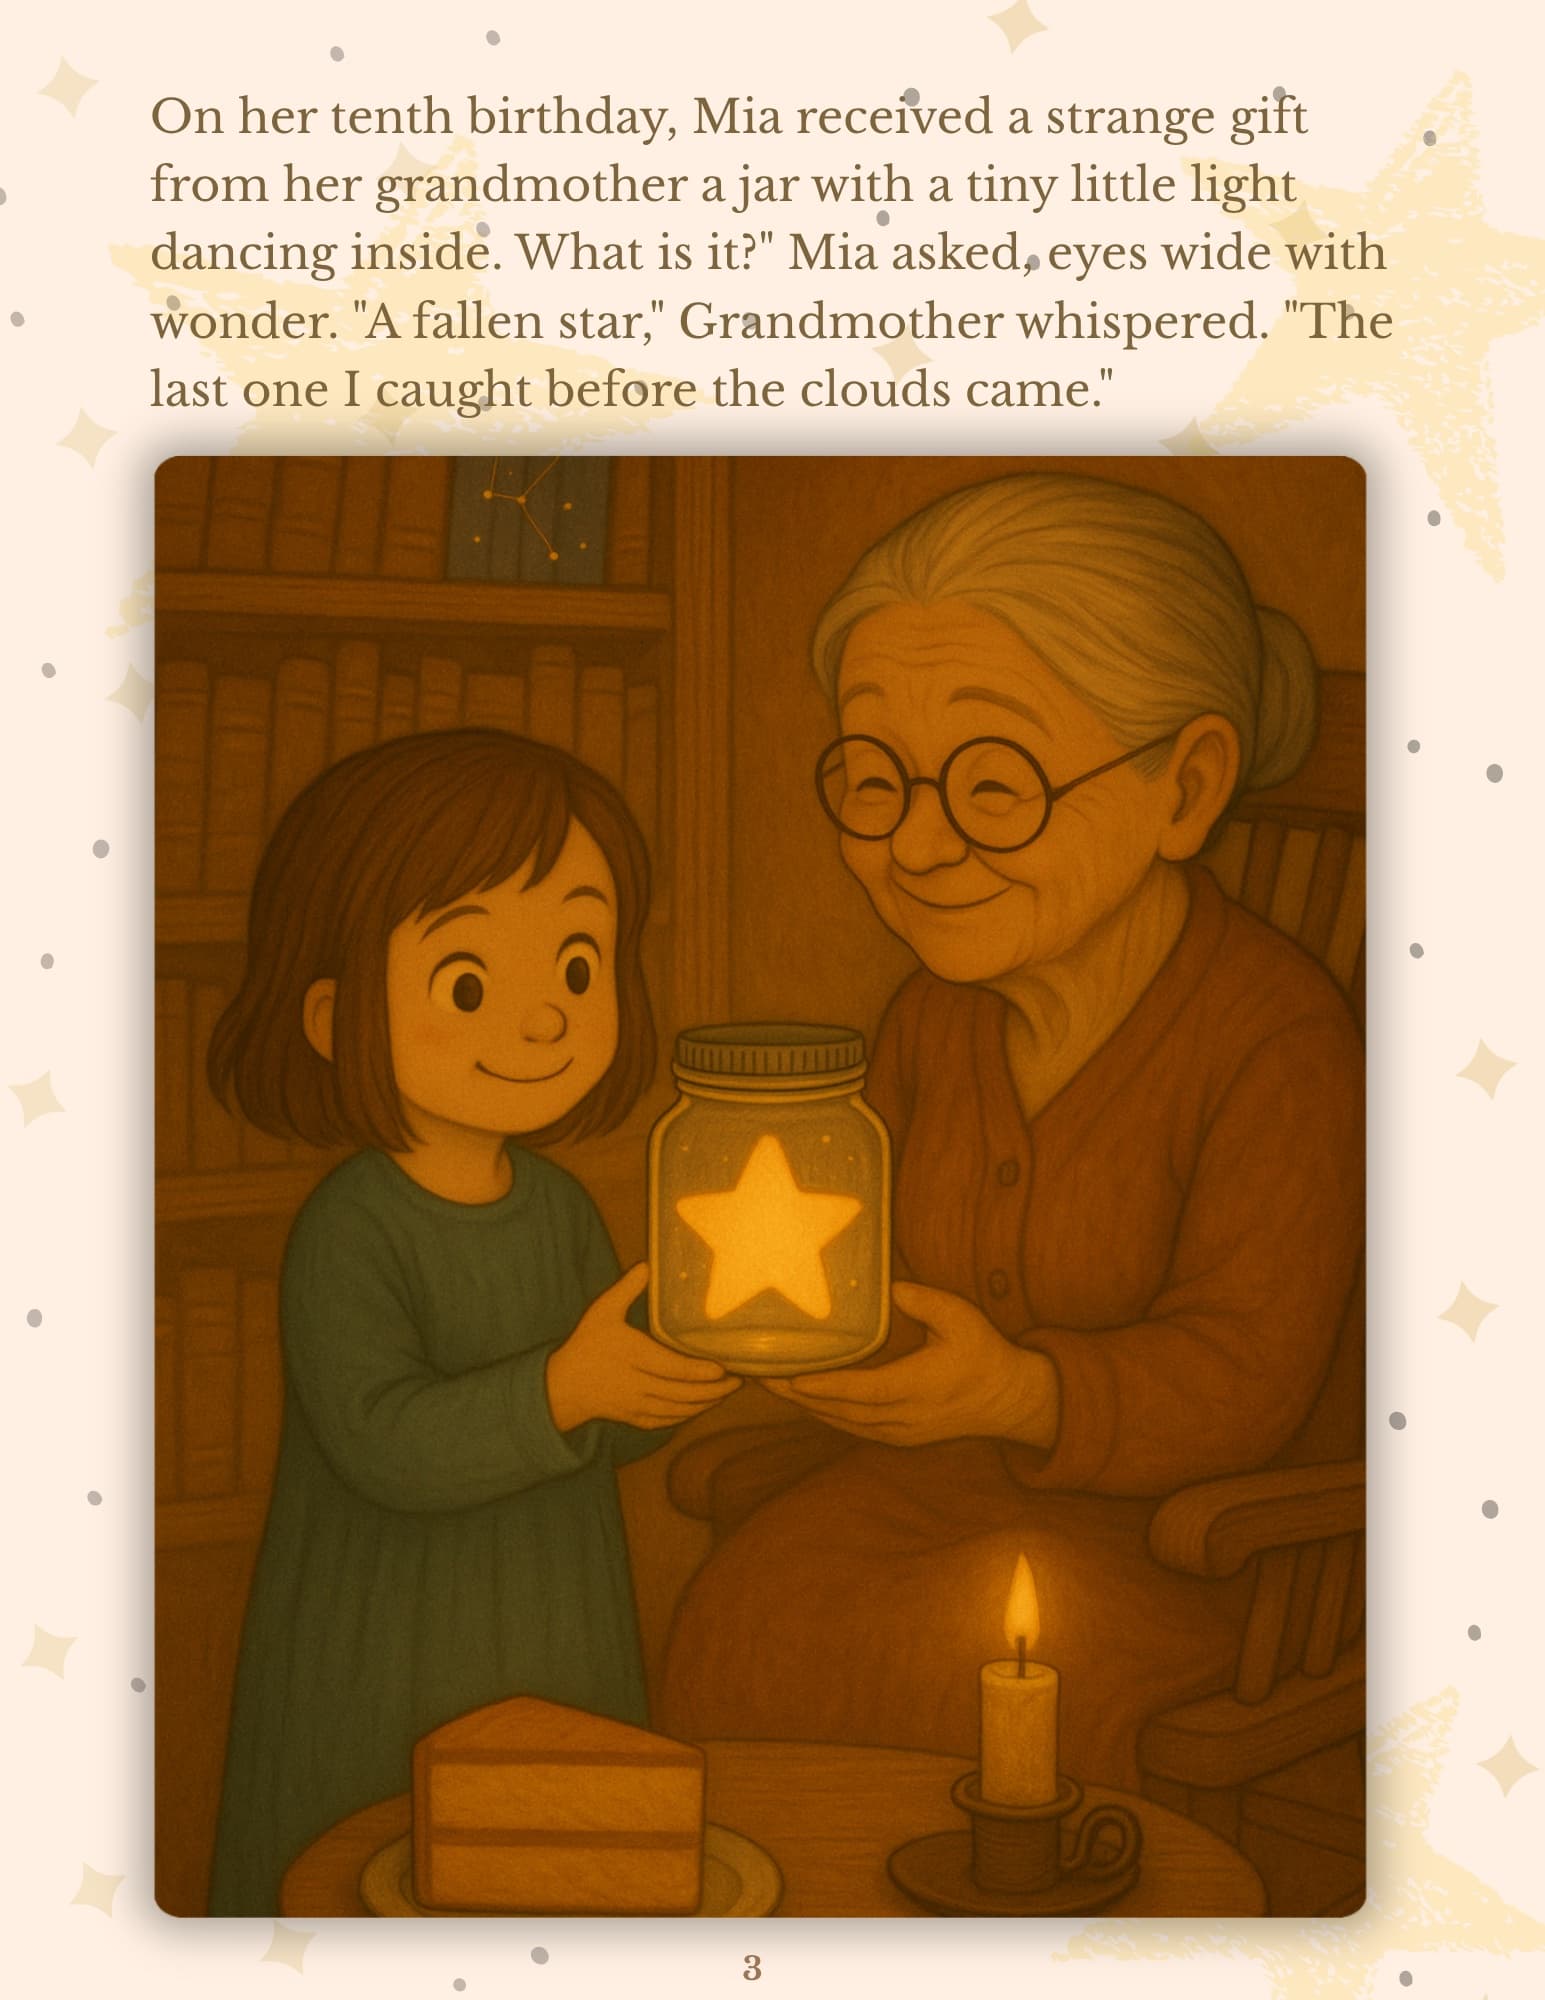 On her tenth birthday, Mia received a strange gift
from her grandmother a jar with a tiny little light
dancing inside. What is it?" Mia asked, eyes wide with
wonder. "A fallen star," Grandmother whispered. "The
last one I caught before the clouds came."
3